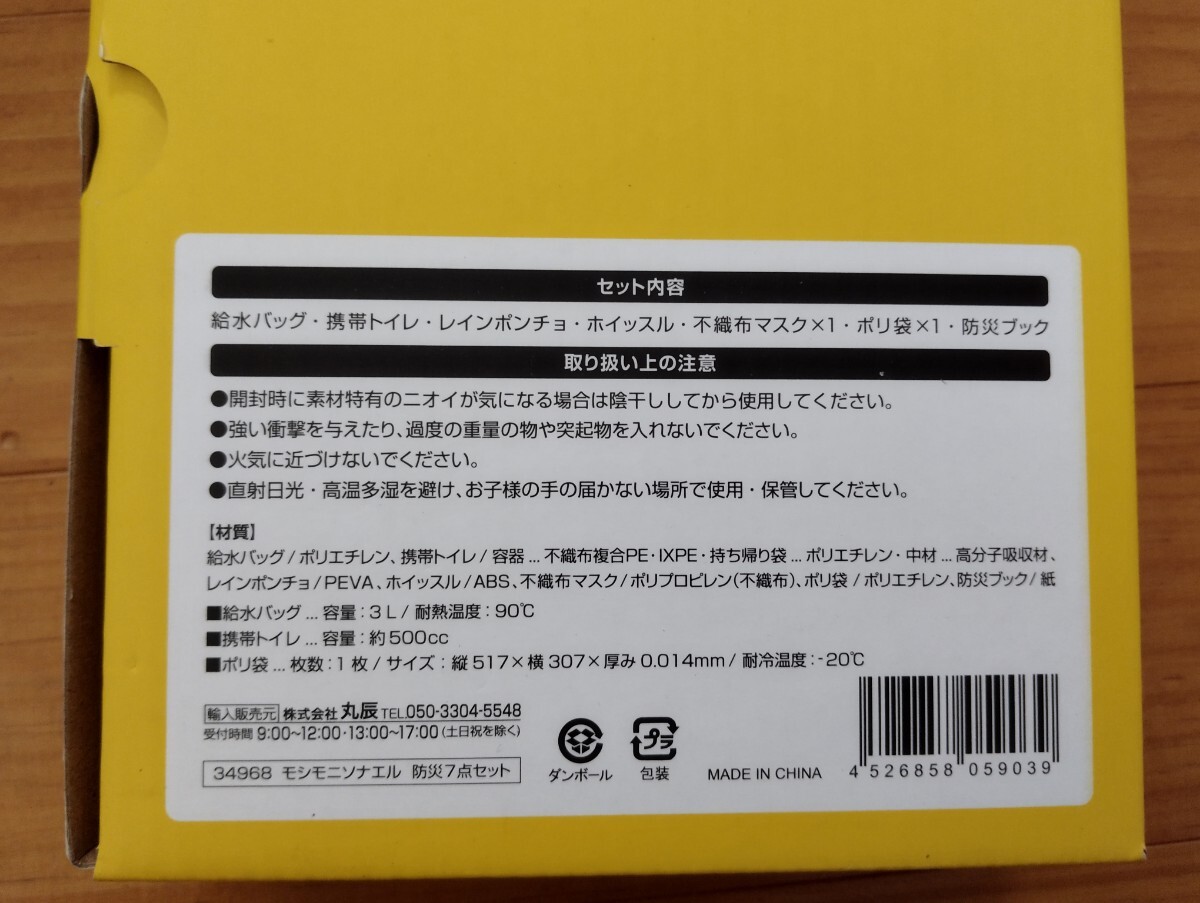 セット内容
給水バッグ・携帯トイレ・レインポンチョ・ホイッスル・不織布マスク×1・ポリ袋×1・防災ブック
取り扱い上の注意
●開封時に素材特有のニオイが気になる場合は陰干ししてから使用してください。
●強い衝撃を与えたり、過度の重量の物や突起物を入れないでください。
●火気に近づけないでください。
●直射日光・高温多湿を避け、お子様の手の届かない場所で使用・保管してください。
【材質】
給水バッグ/ポリエチレン、携帯トイレ/容器…不織布複合PE・IXPE・持ち帰り袋…ポリエチレン・中材…高分子吸収材、
レインポンチョ/PEVA、ホイッスル/ABS、不織布マスク/ポリプロピレン(不織布)、ポリ袋/ポリエチレン、防災ブック/紙
■給水バッグ…容量:3L/耐熱温度:90℃
■携帯トイレ…容量:約500cc
■ポリ袋…枚数:1枚/サイズ:縦517×横307×厚み0.014mm/耐冷温度:-20℃
輸入販売元 株式会社 丸辰 TEL.050-3304-5548
受付時間 9:00~12:00・13:00~17:00(土日祝を除く)
34968 モシモニソナエル 防災7点セット
ダンボール
プラ
包装
MADE IN CHINA
4 526858 059039